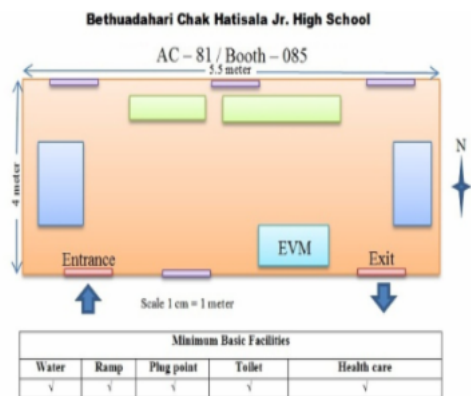 Bethuadahari Chak Hatisala Jr. High School
AC – 81 / Booth – 085
5.5 meter
4 meter
N
EVM
Entrance
Exit
Scale 1 cm = 1 meter
Minimum Basic Facilities
Water Ramp Plug point Toilet Health care
√ √ √ √ √